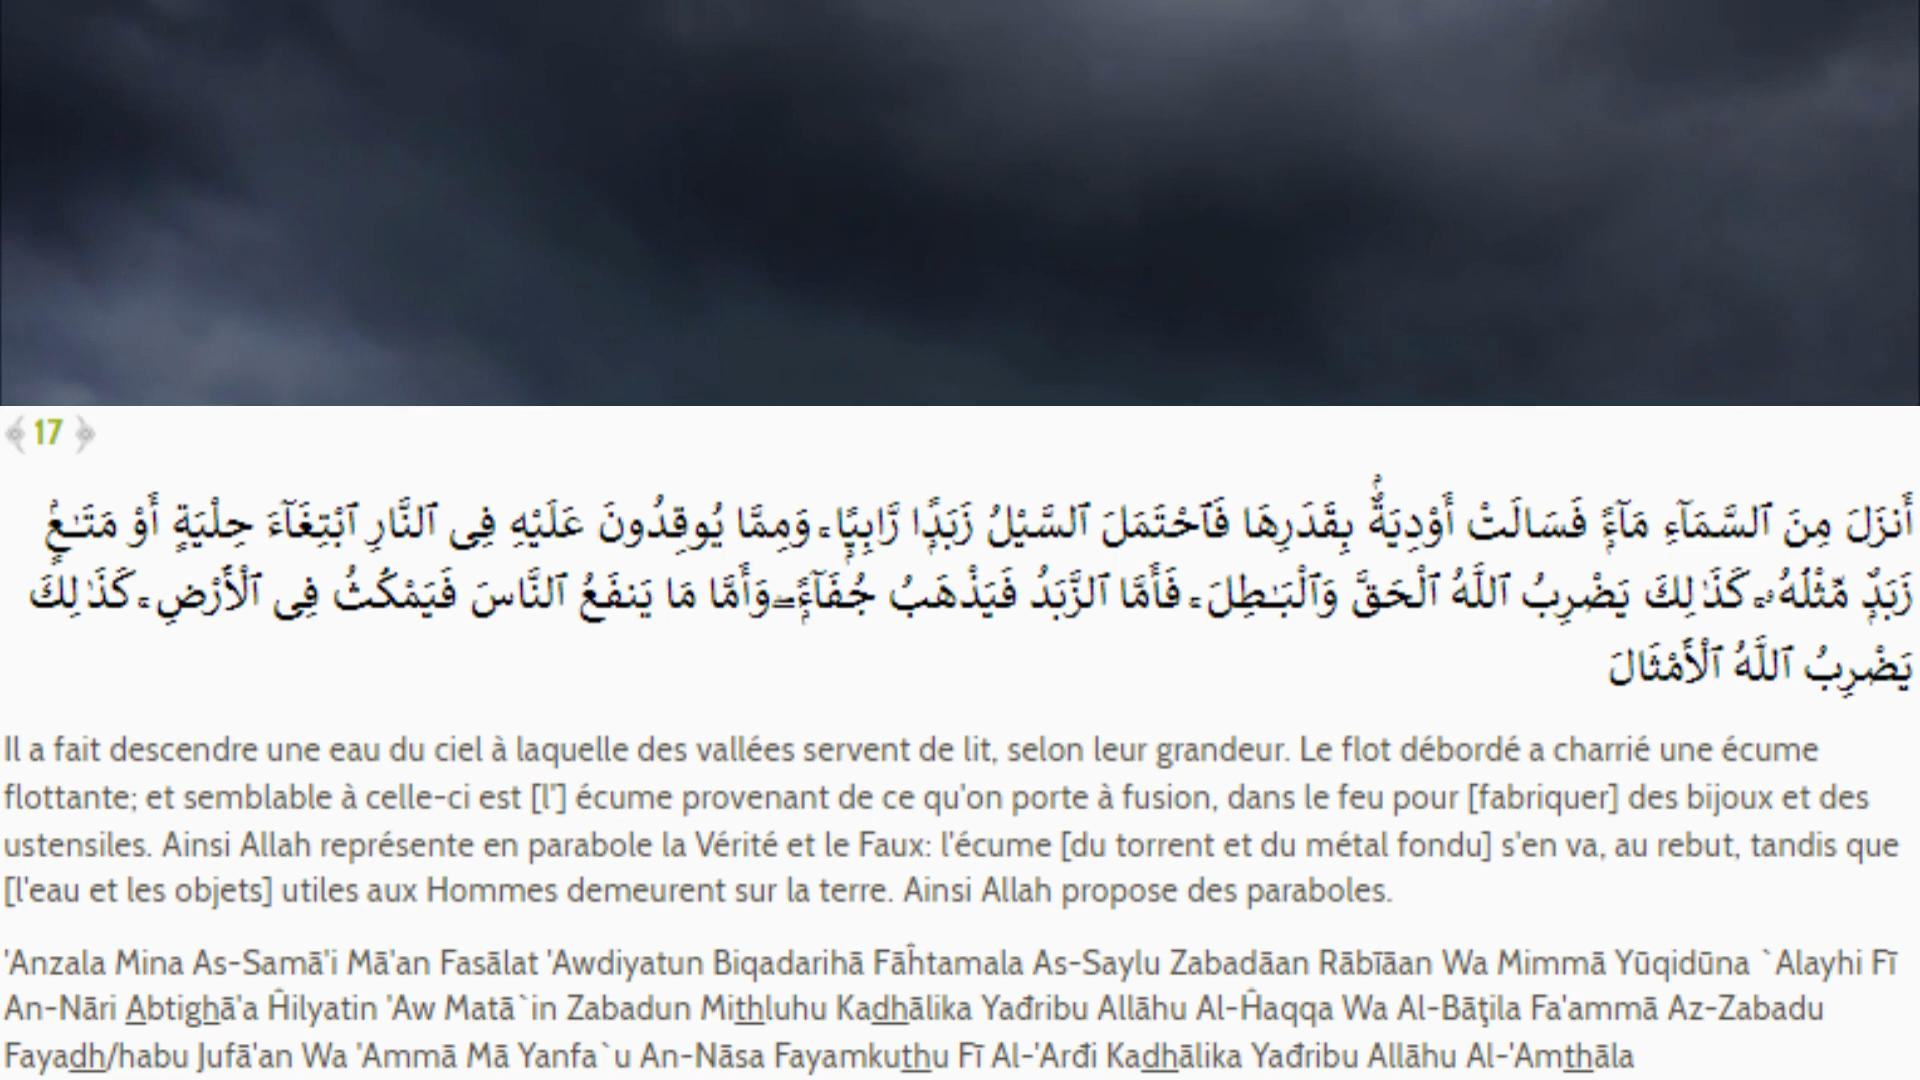 17
أَنزَلَ مِنَ ٱلسَّمَآءِ مَآءًۭ فَسَالَتْ أَوْدِيَةٌۢ بِقَدَرِهَا فَٱحْتَمَلَ ٱلسَّيْلُ زَبَدًۭا رَّابِيًۭا ۚ وَمِمَّا يُوقِدُونَ عَلَيْهِ فِى ٱلنَّارِ ٱبْتِغَآءَ حِلْيَةٍ أَوْ مَتَـٰعٍۢ
زَبَدٌۭ مِّثْلُهُۥ ۚ كَذَٰلِكَ يَضْرِبُ ٱللَّهُ ٱلْحَقَّ وَٱلْبَـٰطِلَ ۚ فَأَمَّا ٱلزَّبَدُ فَيَذْهَبُ جُفَآءًۭ ۖ وَأَمَّا مَا يَنفَعُ ٱلنَّاسَ فَيَمْكُثُ فِى ٱلْأَرْضِ ۚ كَذَٰلِكَ
يَضْرِبُ ٱللَّهُ ٱلْأَمْثَالَ
Il a fait descendre une eau du ciel à laquelle des vallées servent de lit, selon leur grandeur. Le flot débordé a charrié une écume
flottante; et semblable à celle-ci est [l'] écume provenant de ce qu'on porte à fusion, dans le feu pour [fabriquer] des bijoux et des
ustensiles. Ainsi Allah représente en parabole la Vérité et le Faux: l'écume [du torrent et du métal fondu] s'en va, au rebut, tandis que
[l'eau et les objets] utiles aux Hommes demeurent sur la terre. Ainsi Allah propose des paraboles.
'Anzala Mina As-Samā'i Mā'an Fasālat 'Awdiyatun Biqadarihā Fāĥtamala As-Saylu Zabadāan Rābīāan Wa Mimmā Yūqidūna `Alayhi Fī
An-Nāri Abtighā'a Ĥilyatin 'Aw Matā`in Zabadun Mithluhu Kadhālika Yađribu Allāhu Al-Ĥaqqa Wa Al-Bāţila Fa'ammā Az-Zabadu
Fayadh/habu Jufā'an Wa 'Ammā Mā Yanfa`u An-Nāsa Fayamkuthu Fī Al-'Arđi Kadhālika Yađribu Allāhu Al-'Amthāla